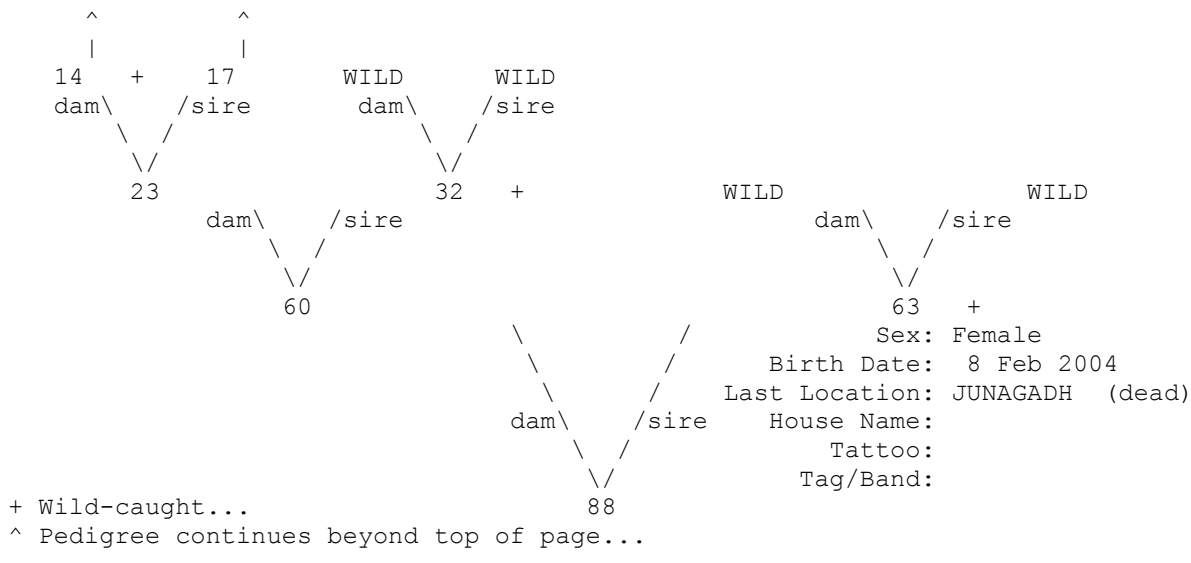 ^         ^
     |         |
   14   +    17       WILD      WILD
   dam\    /sire       dam\    /sire
       \  /                \  /
        \/                  \/
        23                  32   +             WILD                WILD
             dam\    /sire                           dam\    /sire
                 \  /                                    \  /
                  \/                                      \/
                  60                                      63   +
                                 \          /            Sex: Female
                                  \        /      Birth Date:  8 Feb 2004
                                   \      /    Last Location: JUNAGADH  (dead)
                                 dam\    /sire    House Name:
                                     \  /             Tattoo:
                                      \/            Tag/Band:
+ Wild-caught...                      88
^ Pedigree continues beyond top of page...